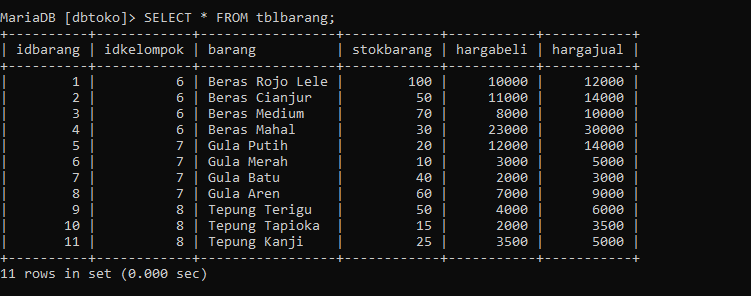 MariaDB [dbtoko]> SELECT * FROM tblbarang;
+----------+------------+-----------------+------------+-----------+-----------+
| idbarang | idkelompok | barang          | stokbarang | hargabeli | hargajual |
+----------+------------+-----------------+------------+-----------+-----------+
|        1 |          6 | Beras Rojo Lele |        100 |     10000 |     12000 |
|        2 |          6 | Beras Cianjur   |         50 |     11000 |     14000 |
|        3 |          6 | Beras Medium    |         70 |      8000 |     10000 |
|        4 |          6 | Beras Mahal     |         30 |     23000 |     30000 |
|        5 |          7 | Gula Putih      |         20 |     12000 |     14000 |
|        6 |          7 | Gula Merah      |         10 |      3000 |      5000 |
|        7 |          7 | Gula Batu       |         40 |      2000 |      3000 |
|        8 |          7 | Gula Aren       |         60 |      7000 |      9000 |
|        9 |          8 | Tepung Terigu   |         50 |      4000 |      6000 |
|       10 |          8 | Tepung Tapioka  |         15 |      2000 |      3500 |
|       11 |          8 | Tepung Kanji    |         25 |      3500 |      5000 |
+----------+------------+-----------------+------------+-----------+-----------+
11 rows in set (0.000 sec)